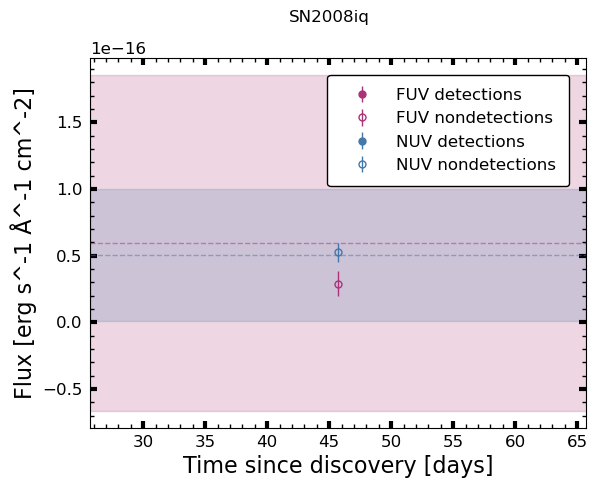 SN2008iq
1e−16
FUV detections
FUV nondetections
NUV detections
NUV nondetections
1.5
1.0
0.5
0.0
−0.5
Flux [erg s^-1 Å^-1 cm^-2]
30 35 40 45 50 55 60 65
Time since discovery [days]